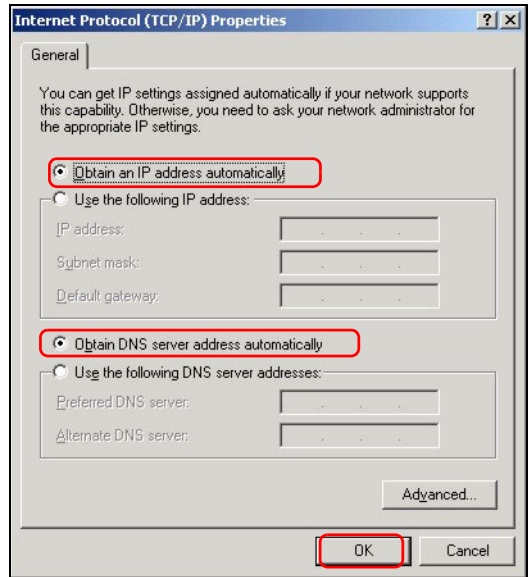 Internet Protocol (TCP/IP) Properties
? X
General
You can get IP settings assigned automatically if your network supports
this capability. Otherwise, you need to ask your network administrator for
the appropriate IP settings.
Obtain an IP address automatically
Use the following IP address:
IP address:
Subnet mask:
Default gateway:
Obtain DNS server address automatically
Use the following DNS server addresses:
Preferred DNS server:
Alternate DNS server:
Advanced...
OK Cancel